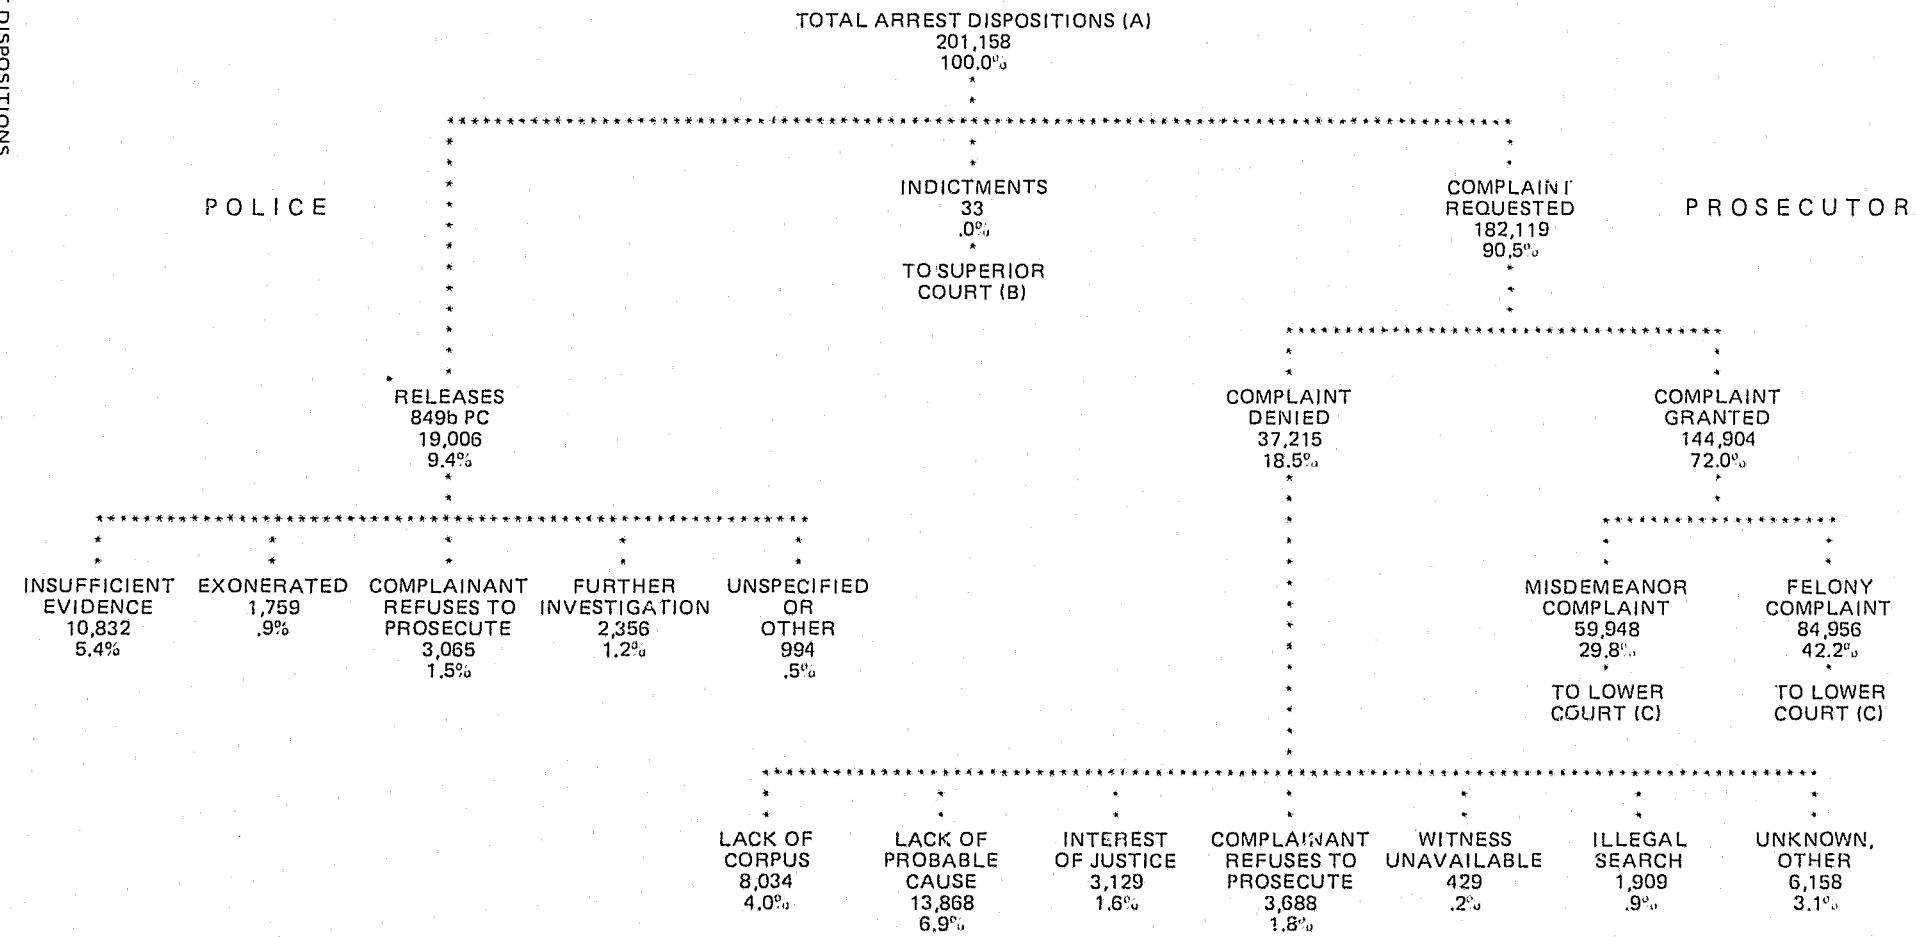 DISPOSITIONS
TOTAL ARREST DISPOSITIONS (A)
201,158
100.0%
POLICE
INDICTMENTS
33
.0%
TO SUPERIOR
COURT (B)
COMPLAINT
REQUESTED
182,119
90.5%
PROSECUTOR
RELEASES
849b PC
19,006
9.4%
COMPLAINT
DENIED
37,215
18.5%
COMPLAINT
GRANTED
144,904
72.0%
INSUFFICIENT
EVIDENCE
10,832
5.4%
EXONERATED
1,759
.9%
COMPLAINANT
REFUSES TO
PROSECUTE
3,065
1.5%
FURTHER
INVESTIGATION
2,356
1.2%
UNSPECIFIED
OR
OTHER
994
.5%
MISDEMEANOR
COMPLAINT
59,948
29.8%
TO LOWER
COURT (C)
FELONY
COMPLAINT
84,956
42.2%
TO LOWER
COURT (C)
LACK OF
CORPUS
8,034
4.0%
LACK OF
PROBABLE
CAUSE
13,868
6.9%
INTEREST
OF JUSTICE
3,129
1.6%
COMPLAINANT
REFUSES TO
PROSECUTE
3,688
1.8%
WITNESS
UNAVAILABLE
429
.2%
ILLEGAL
SEARCH
1,909
.9%
UNKNOWN,
OTHER
6,158
3.1%